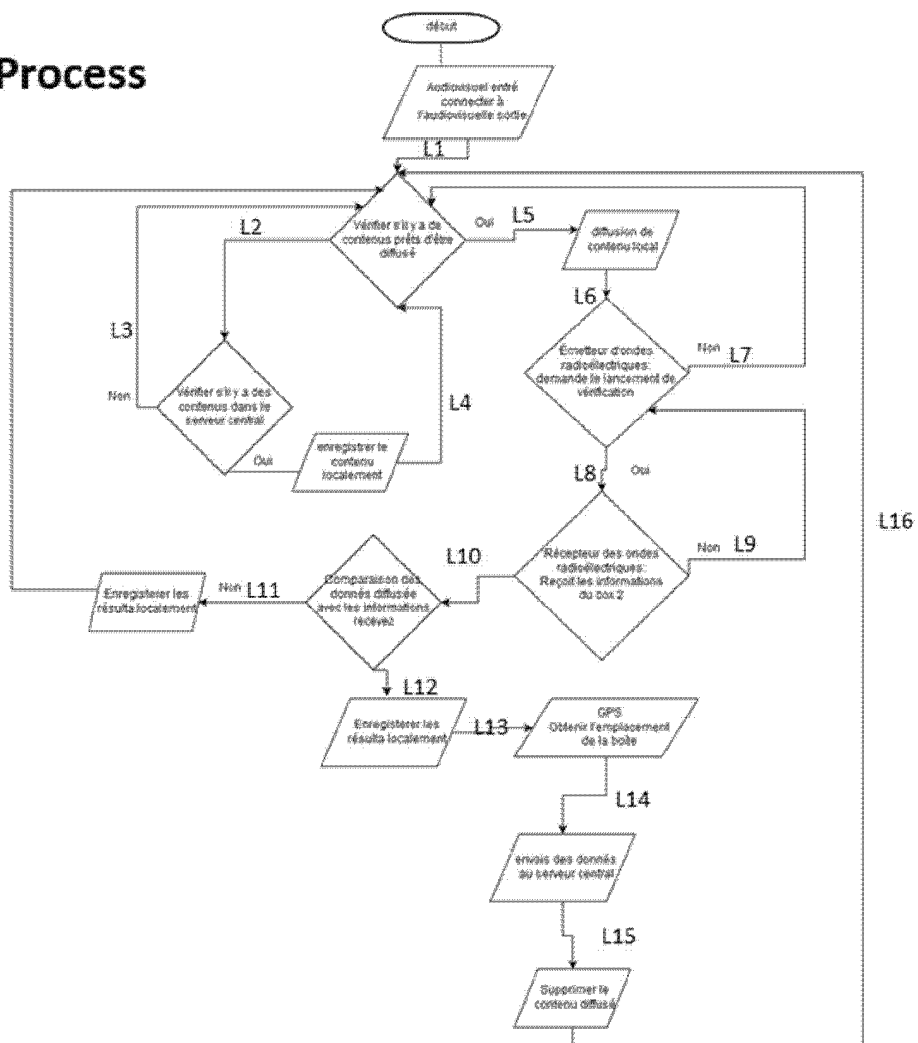 Process
début
Audiovisuel entré
connecter à
l'audiovisuelle sortie
L1
Vérifier s'il y a de
contenus prêts d'être
diffusé
L2
Oui
L5
diffusion de
contenu local
L3
Non
Vérifier s'il y a des
contenus dans le
serveur central
Oui
enregistrer le
contenu
localement
L4
L6
Émetteur d'ondes
radioélectriques:
demande le lancement de
vérification
Non
L7
L8
Oui
Récepteur des ondes
radioélectriques:
Reçoit les informations
du box 2
Non
L9
L16
L10
Comparaison des
donnés diffusée
avec les informations
recevez
Non
L11
Enregisterer les
résulta localement
L12
Enregisterer les
résulta localement
L13
GPS
Obtenir l'emplacement
de la boîte
L14
envois des donnés
au serveur central
L15
Supprimer le
contenu diffusé